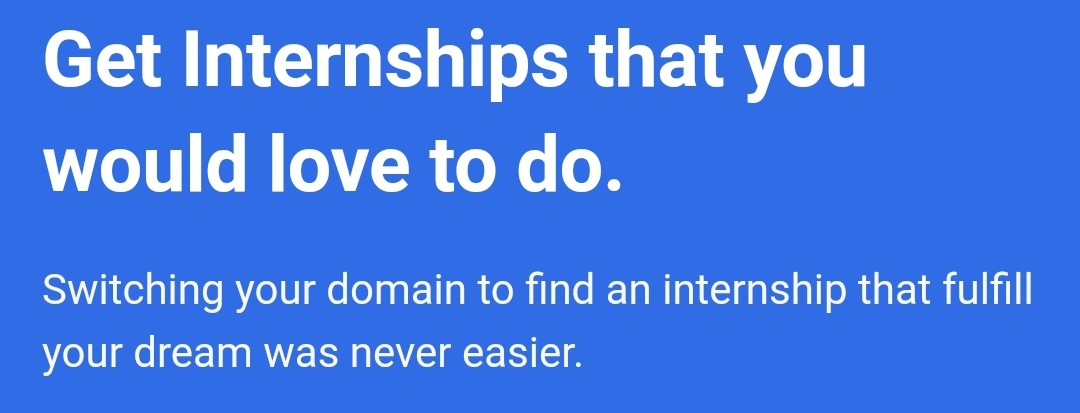 Get Internships that you
would love to do.
Switching your domain to find an internship that fulfill
your dream was never easier.